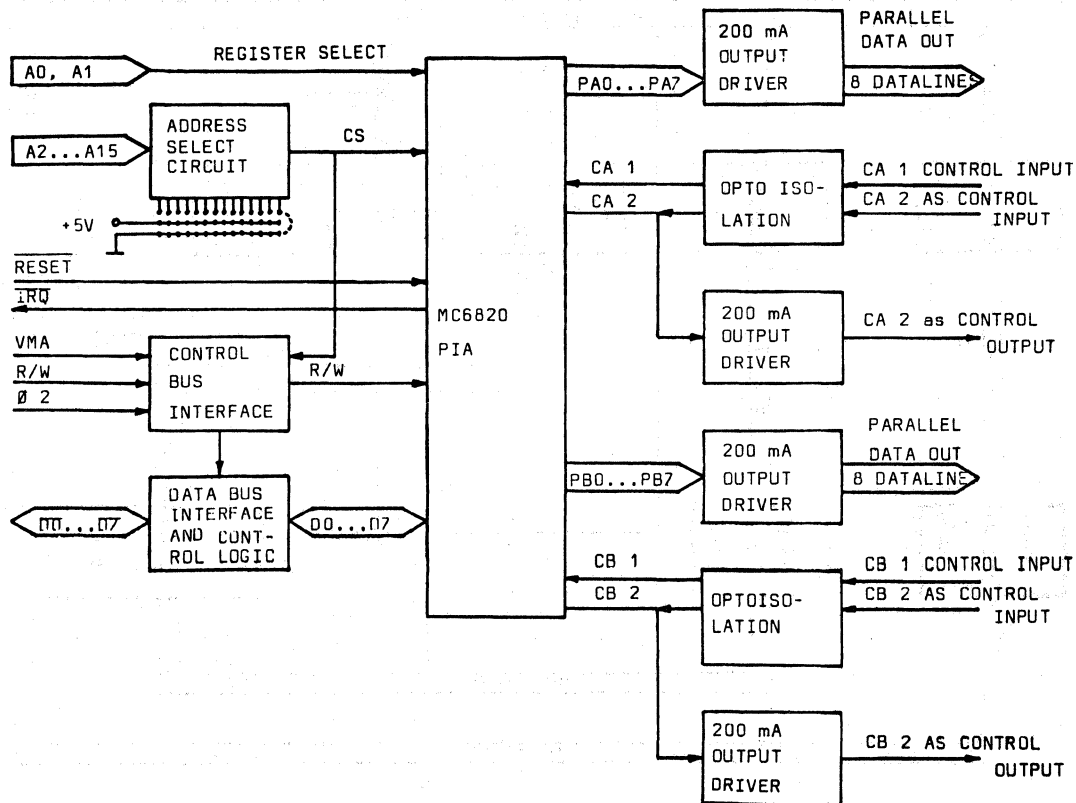 REGISTER SELECT
A0, A1
ADDRESS
SELECT
CIRCUIT
A2...A15
CS
+5V
RESET
IRQ
VMA
R/W
Ø 2
CONTROL
BUS
INTERFACE
R/W
DATA BUS
INTERFACE
AND CONT-
ROL LOGIC
D0...D7
D0...D7
MC6820
PIA
PA0...PA7
200 mA
OUTPUT
DRIVER
PARALLEL
DATA OUT
8 DATALINES
CA 1
CA 2
OPTO ISO-
LATION
CA 1 CONTROL INPUT
CA 2 AS CONTROL
INPUT
200 mA
OUTPUT
DRIVER
CA 2 as CONTROL
OUTPUT
PB0...PB7
200 mA
OUTPUT
DRIVER
PARALLEL
DATA OUT
8 DATALINES
CB 1
CB 2
OPTOISO-
LATION
CB 1 CONTROL INPUT
CB 2 AS CONTROL
INPUT
200 mA
OUTPUT
DRIVER
CB 2 AS CONTROL
OUTPUT